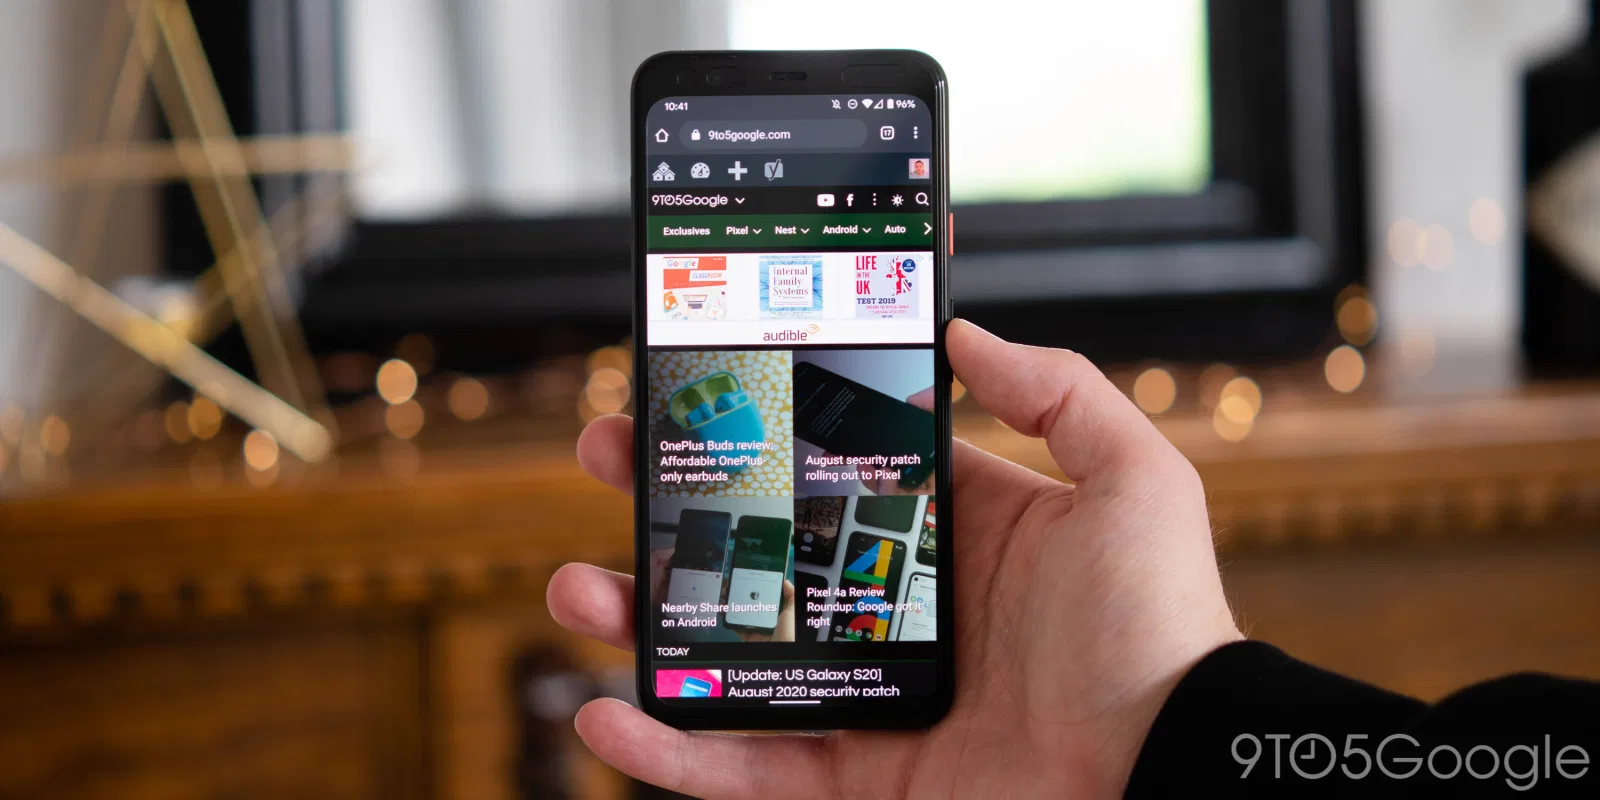 10:41
96%
9to5google.com
17
9TO5Google
Exclusives
Pixel
Nest
Android
Auto
Google
CLASSROOM
Internal
Family
Systems
LIFE
IN THE
UK
TEST 2019
audible
OnePlus Buds review:
Affordable OnePlus-
only earbuds
August security patch
rolling out to Pixel
Nearby Share launches
on Android
Pixel 4a Review
Roundup: Google got it
right
TODAY
[Update: US Galaxy S20]
August 2020 security patch
9TO5Google